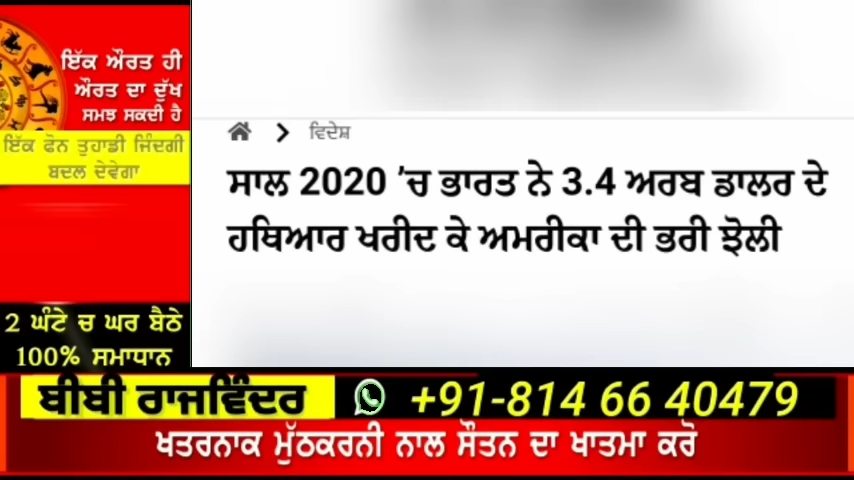 ਇੱਕ ਔਰਤ ਹੀ
ਔਰਤ ਦਾ ਦੁੱਖ
ਸਮਝ ਸਕਦੀ ਹੈ
ਇੱਕ ਫੋਨ ਤੁਹਾਡੀ ਜਿੰਦਗੀ
ਬਦਲ ਦੇਵੇਗਾ
2 ਘੰਟੇ ਚ ਘਰ ਬੈਠੇ
100% ਸਮਾਧਾਨ
ਵਿਦੇਸ਼
ਸਾਲ 2020 ’ਚ ਭਾਰਤ ਨੇ 3.4 ਅਰਬ ਡਾਲਰ ਦੇ
ਹਥਿਆਰ ਖਰੀਦ ਕੇ ਅਮਰੀਕਾ ਦੀ ਭਰੀ ਝੋਲੀ
ਬੀਬੀ ਰਾਜਵਿੰਦਰ +91-814 66 40479
ਖਤਰਨਾਕ ਮੁੱਠਕਰਨੀ ਨਾਲ ਸੌਤਨ ਦਾ ਖਾਤਮਾ ਕਰੋ